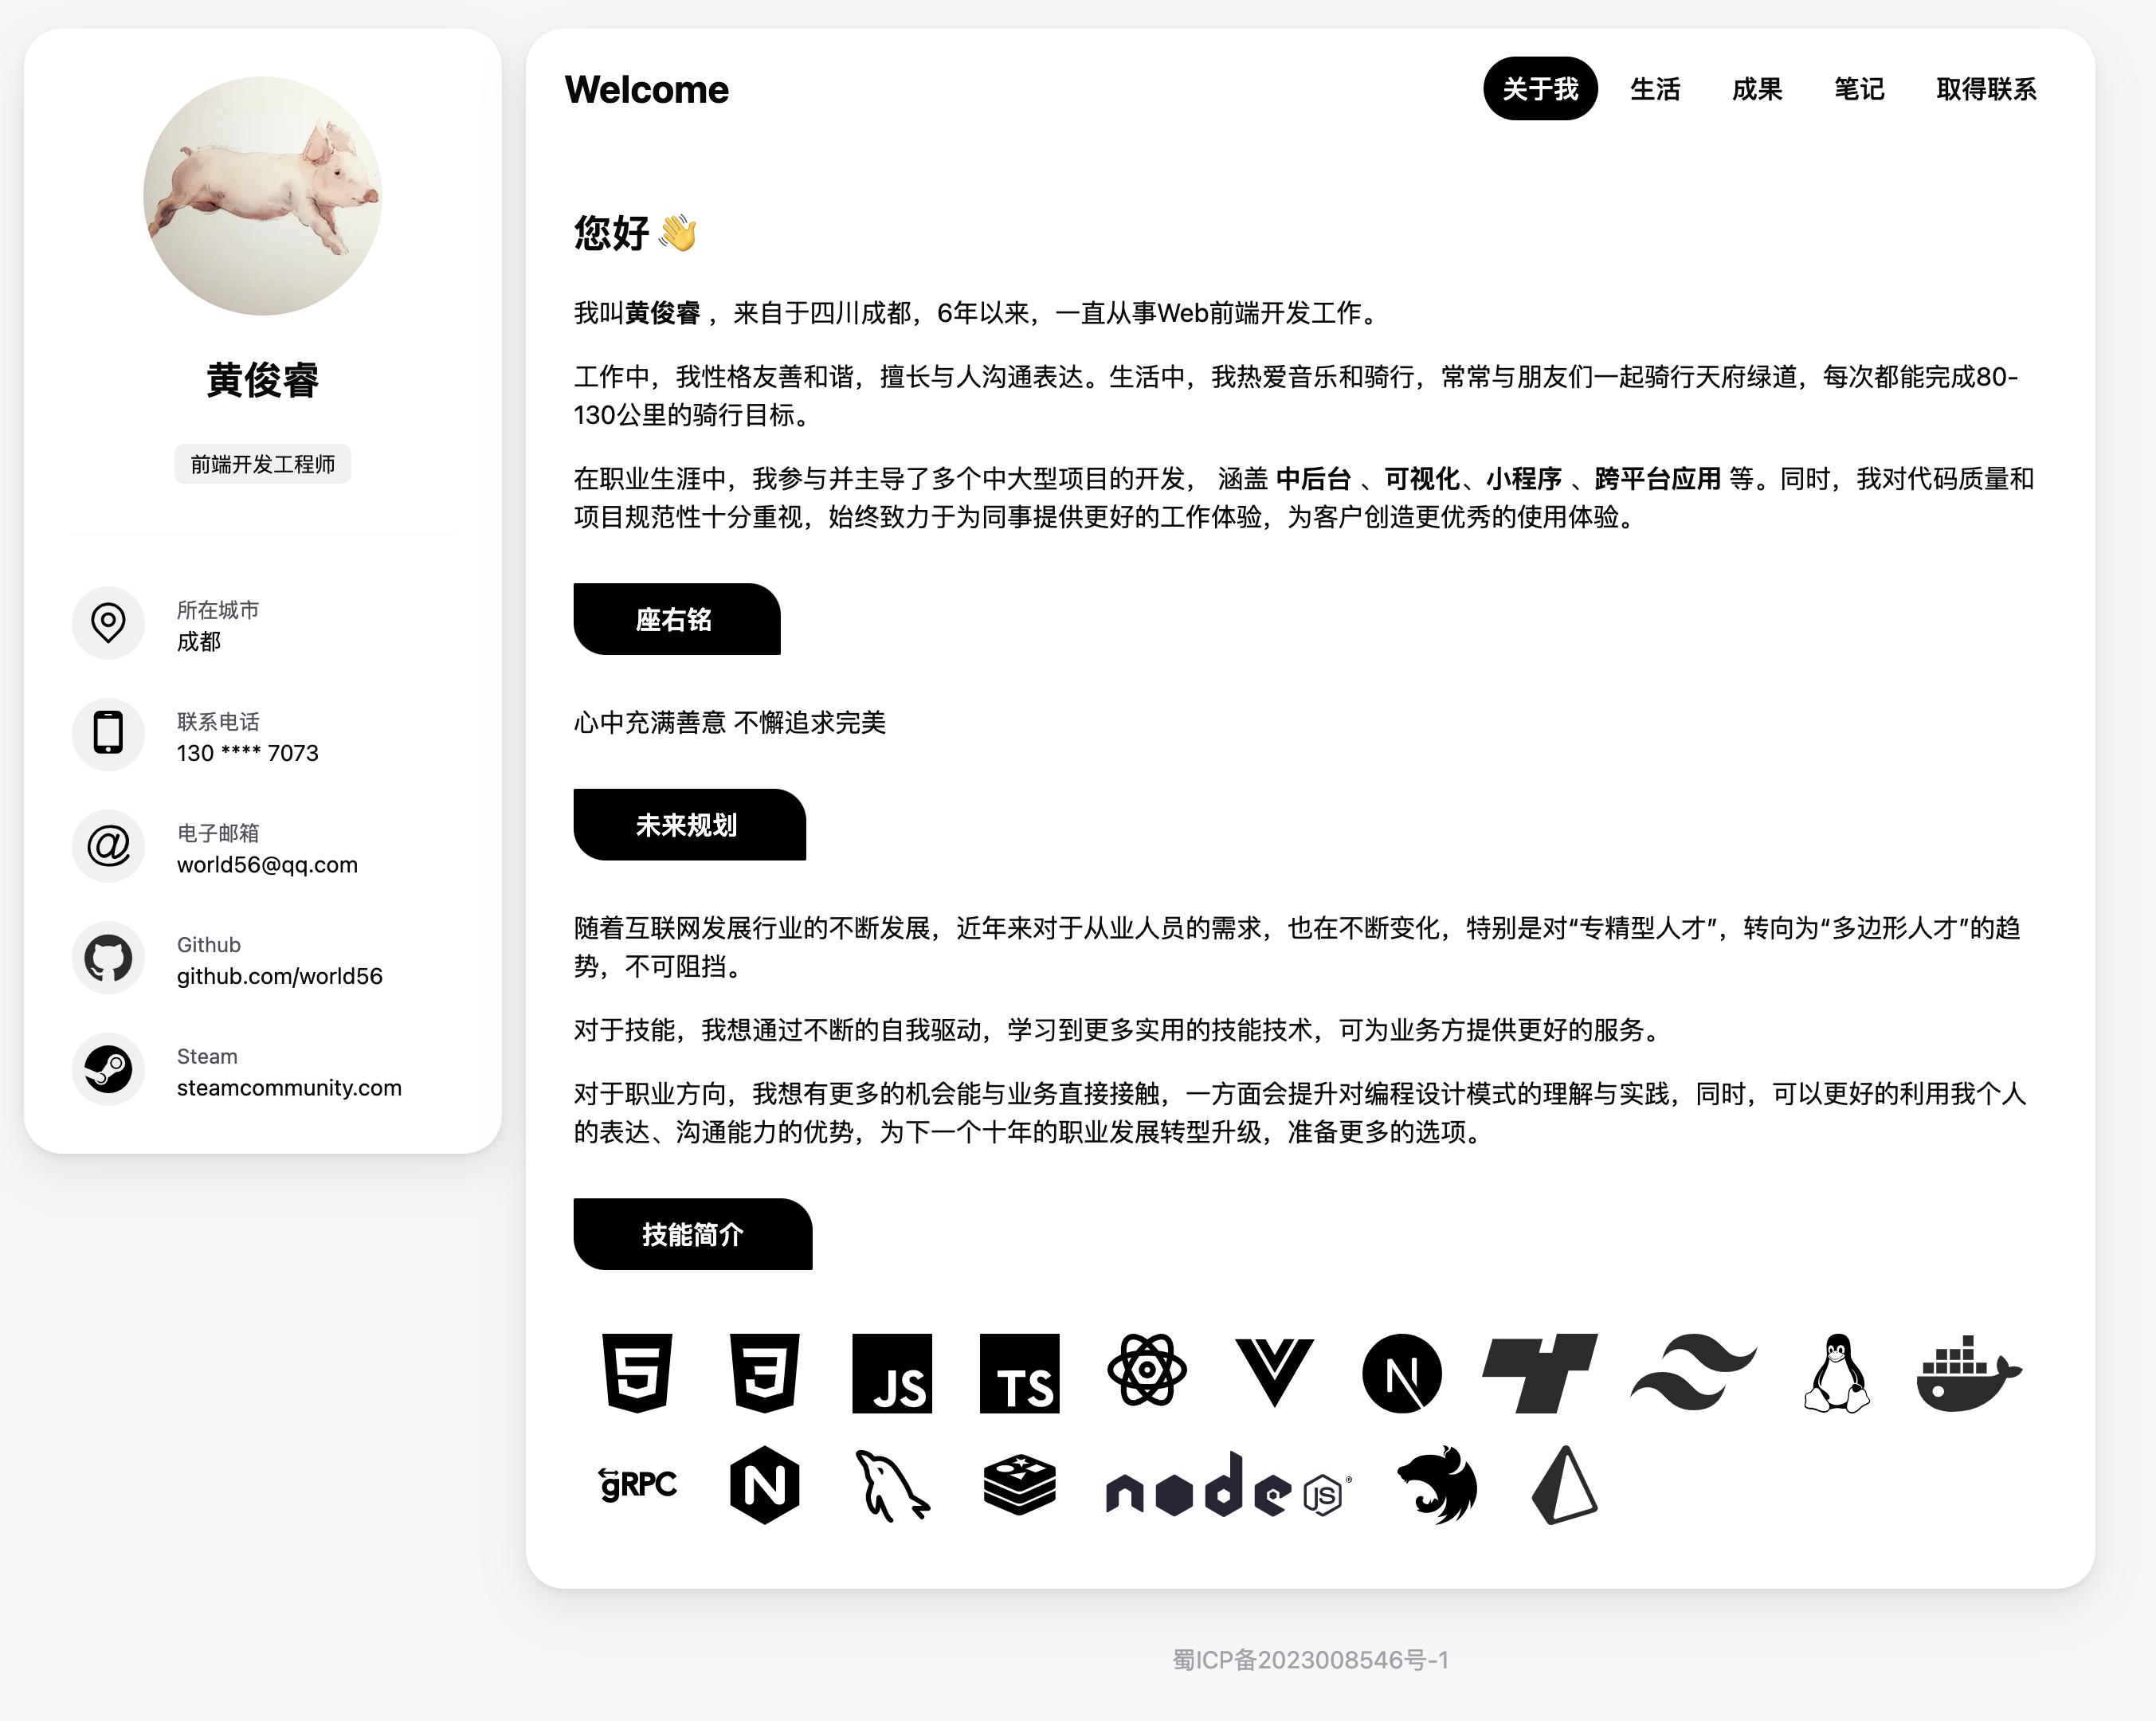 黄俊睿
前端开发工程师
所在城市
成都
联系电话
130 **** 7073
电子邮箱
world56@qq.com
Github
github.com/world56
Steam
steamcommunity.com
Welcome
关于我 生活 成果 笔记 取得联系
您好 👋
我叫黄俊睿 ，来自于四川成都，6年以来，一直从事Web前端开发工作。
工作中，我性格友善和谐，擅长与人沟通表达。生活中，我热爱音乐和骑行，常常与朋友们一起骑行天府绿道，每次都能完成80-
130公里的骑行目标。
在职业生涯中，我参与并主导了多个中大型项目的开发， 涵盖 中后台 、可视化、小程序 、跨平台应用 等。同时，我对代码质量和
项目规范性十分重视，始终致力于为同事提供更好的工作体验，为客户创造更优秀的使用体验。
座右铭
心中充满善意 不懈追求完美
未来规划
随着互联网发展行业的不断发展，近年来对于从业人员的需求，也在不断变化，特别是对“专精型人才”，转向为“多边形人才”的趋
势，不可阻挡。
对于技能，我想通过不断的自我驱动，学习到更多实用的技能技术，可为业务方提供更好的服务。
对于职业方向，我想有更多的机会能与业务直接接触，一方面会提升对编程设计模式的理解与实践，同时，可以更好的利用我个人
的表达、沟通能力的优势，为下一个十年的职业发展转型升级，准备更多的选项。
技能简介
5 3 JS TS N
gRPC N node JS ®
蜀ICP备2023008546号-1